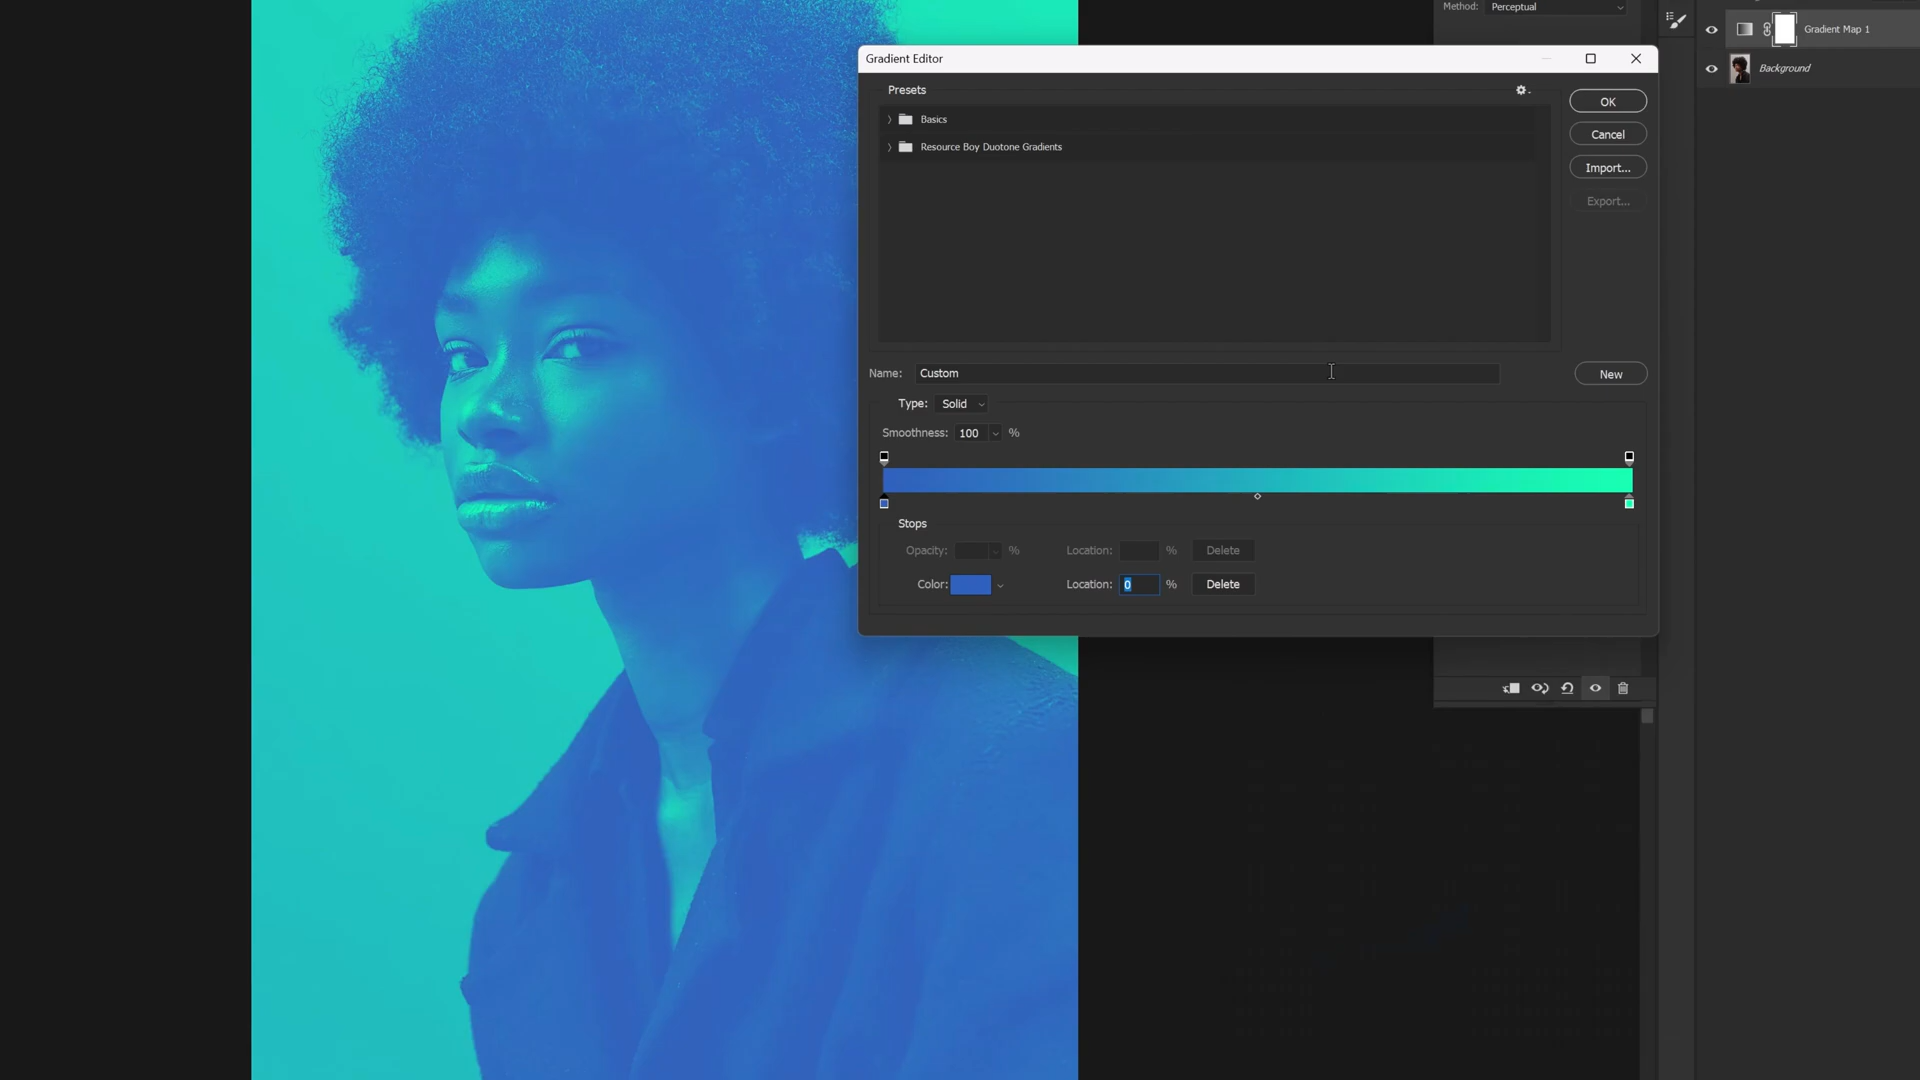 Method: Perceptual
Gradient Map 1
Background
Gradient Editor
Presets
Basics
Resource Boy Duotone Gradients
OK
Cancel
Import...
Export...
Name: Custom
New
Type: Solid
Smoothness: 100 %
Stops
Opacity: % Location: % Delete
Color: Location: 0 % Delete